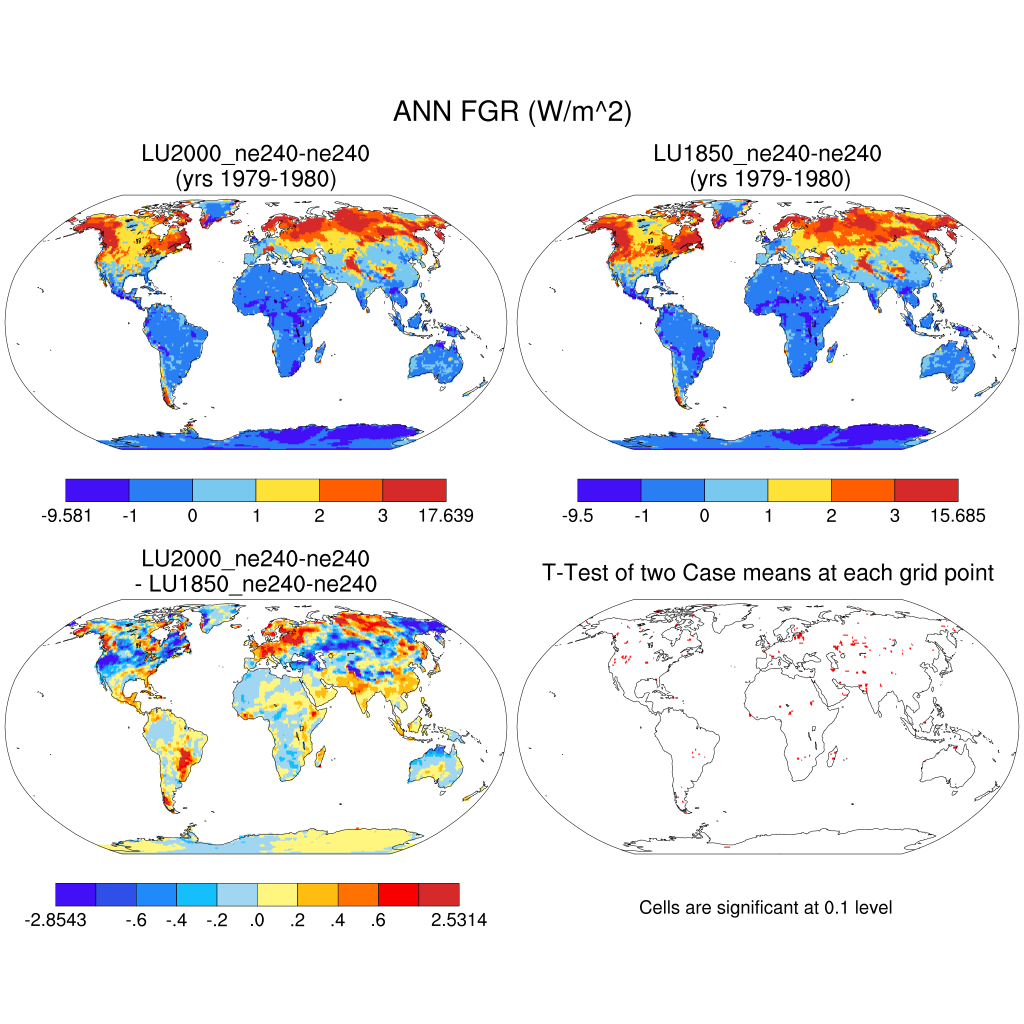 ANN FGR (W/m^2)
LU2000_ne240-ne240
(yrs 1979-1980)
LU1850_ne240-ne240
(yrs 1979-1980)
-9.581 -1 0 1 2 3 17.639
-9.5 -1 0 1 2 3 15.685
LU2000_ne240-ne240
- LU1850_ne240-ne240
T-Test of two Case means at each grid point
-2.8543 -.6 -.4 -.2 .0 .2 .4 .6 2.5314
Cells are significant at 0.1 level